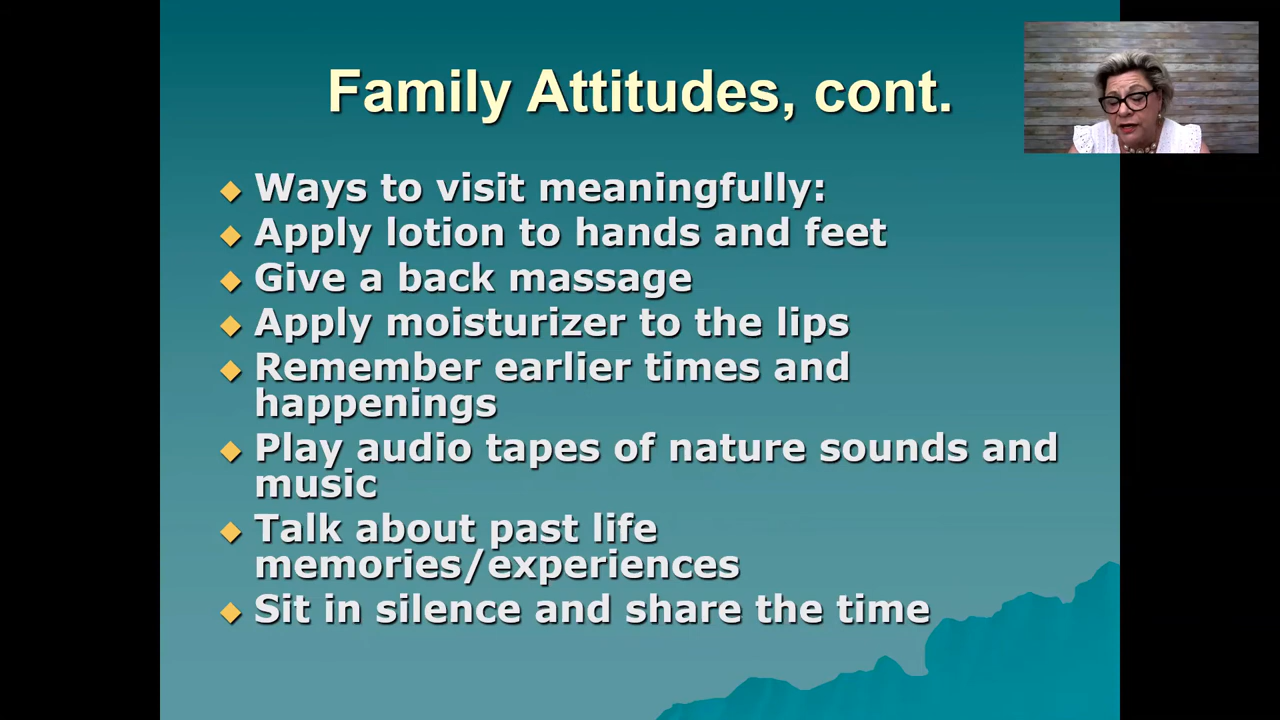 Family Attitudes, cont.
Ways to visit meaningfully:
Apply lotion to hands and feet
Give a back massage
Apply moisturizer to the lips
Remember earlier times and
happenings
Play audio tapes of nature sounds and
music
Talk about past life
memories/experiences
Sit in silence and share the time